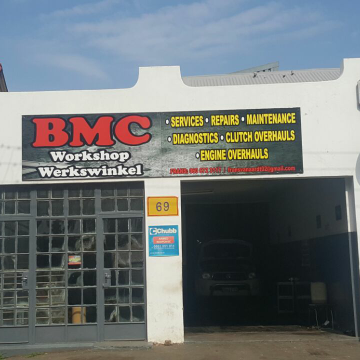 BMC
Workshop
Werkswinkel
• SERVICES • REPAIRS • MAINTENANCE
• DIAGNOSTICS • CLUTCH OVERHAULS
• ENGINE OVERHAULS
69
Chubb